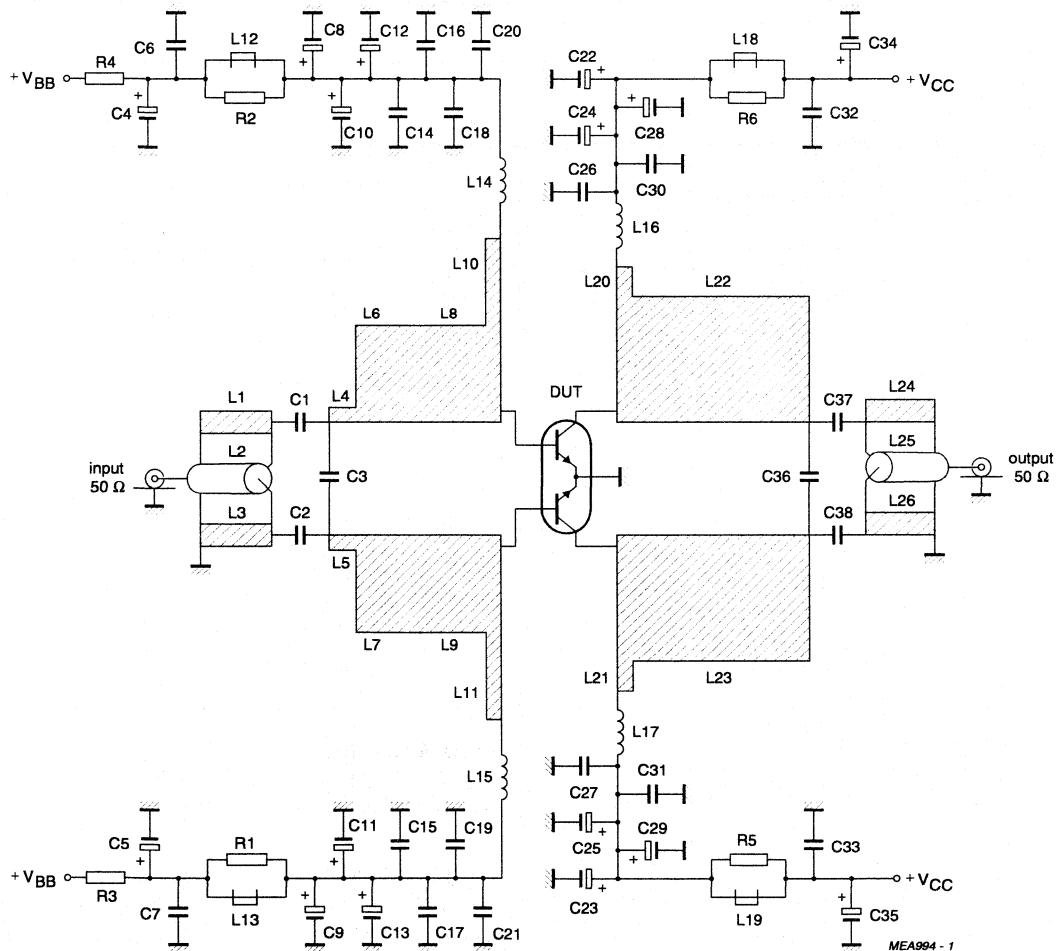 C6
L12
C8
C12
C16
C20
C22
L18
C34
+ VBB
R4
+ VCC
C4
R2
C10
C14
C18
C24
C28
R6
C32
C26
C30
L14
L16
L10
L20
L22
L6
L8
L4
DUT
L1
C1
C37
L24
L2
L25
input
50 Ω
C3
C36
output
50 Ω
L3
C2
C38
L26
L5
L7
L9
L11
L21
L23
L17
L15
C27
C31
C5
R1
C11
C15
C19
C25
C29
R5
C33
+ VBB
R3
C7
L13
C9
C13
C17
C21
C23
L19
+ VCC
C35
MEA994 - 1